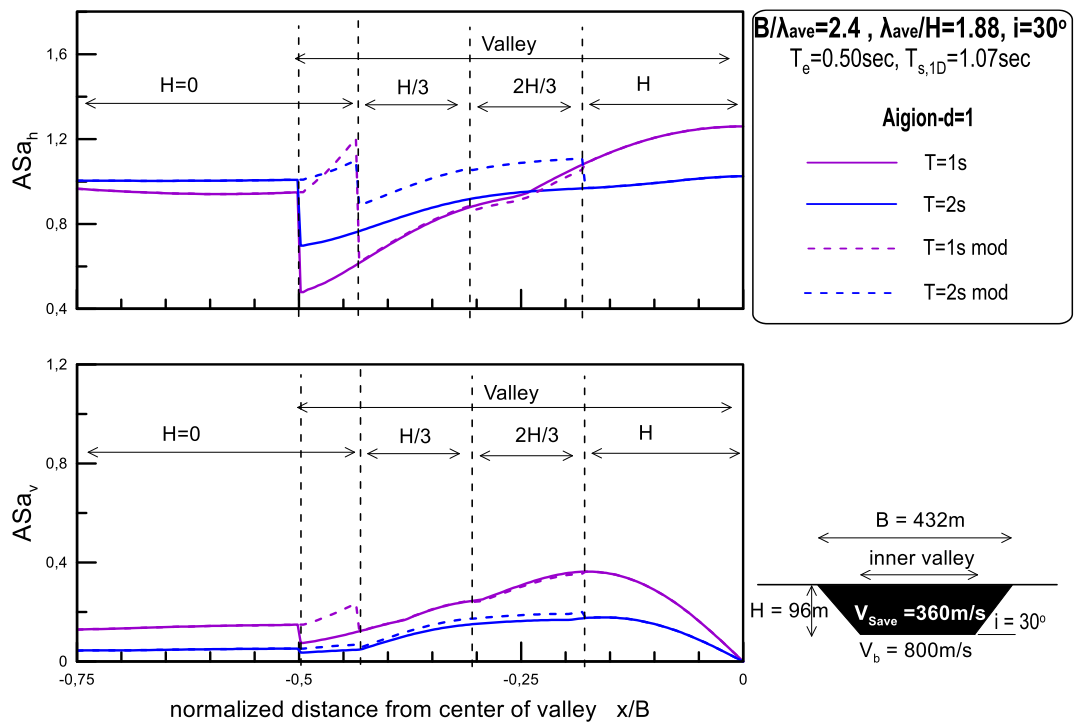 B/λave=2.4 , λave/H=1.88, i=30º
Te=0.50sec, Ts,1D=1.07sec
Aigion-d=1
T=1s
T=2s
T=1s mod
T=2s mod
1,6
1,2
0,8
0,4
ASah
Valley
H=0
H/3
2H/3
H
1,2
0,8
0,4
0
ASav
Valley
H=0
H/3
2H/3
H
-0,75
-0,5
-0,25
0
normalized distance from center of valley x/B
B = 432m
inner valley
H = 96m
VSave =360m/s
i = 30º
Vb = 800m/s